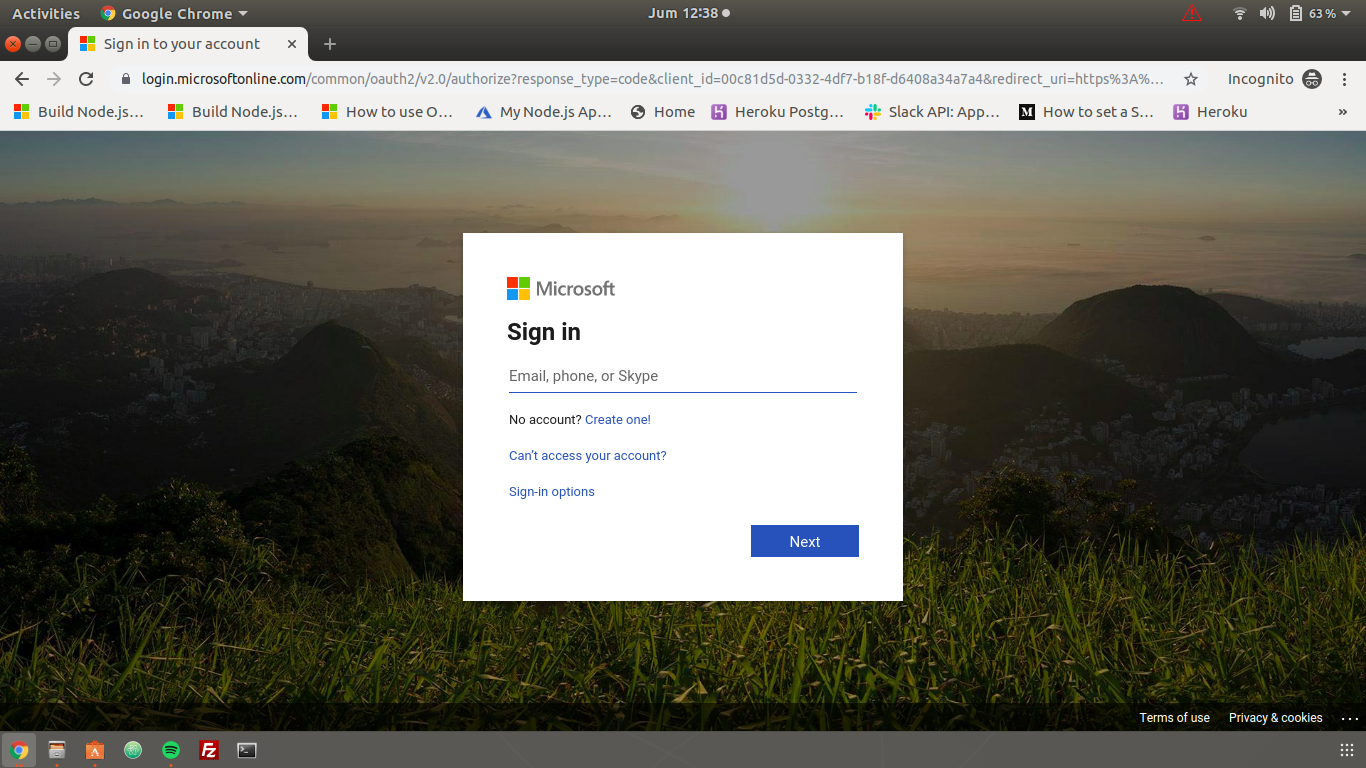 Activities Google Chrome Jum 12:38 63 %
Sign in to your account
login.microsoftonline.com/common/oauth2/v2.0/authorize?response_type=code&client_id=00c81d5d-0332-4df7-b18f-d6408a34a7a4&redirect_uri=https%3A%… Incognito
Build Node.js… Build Node.js… How to use O… My Node.js Ap… Home Heroku Postg… Slack API: App… M How to set a S… Heroku »
Microsoft
Sign in
Email, phone, or Skype
No account? Create one!
Can't access your account?
Sign-in options
Next
Terms of use Privacy & cookies ...
Fz